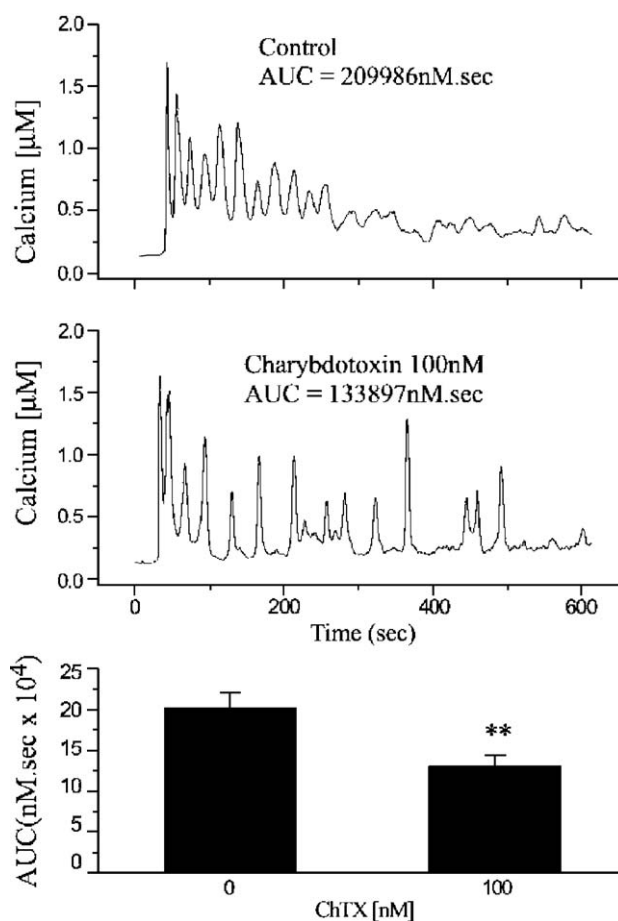 2.0
1.5
1.0
0.5
0.0
Calcium [µM]
Control
AUC = 209986nM.sec
2.0
1.5
1.0
0.5
0.0
Calcium [µM]
Charybdotoxin 100nM
AUC = 133897nM.sec
0 200 400 600
Time (sec)
25
20
15
10
5
0
AUC(nM.sec x 10⁴)
**
0 100
ChTX [nM]